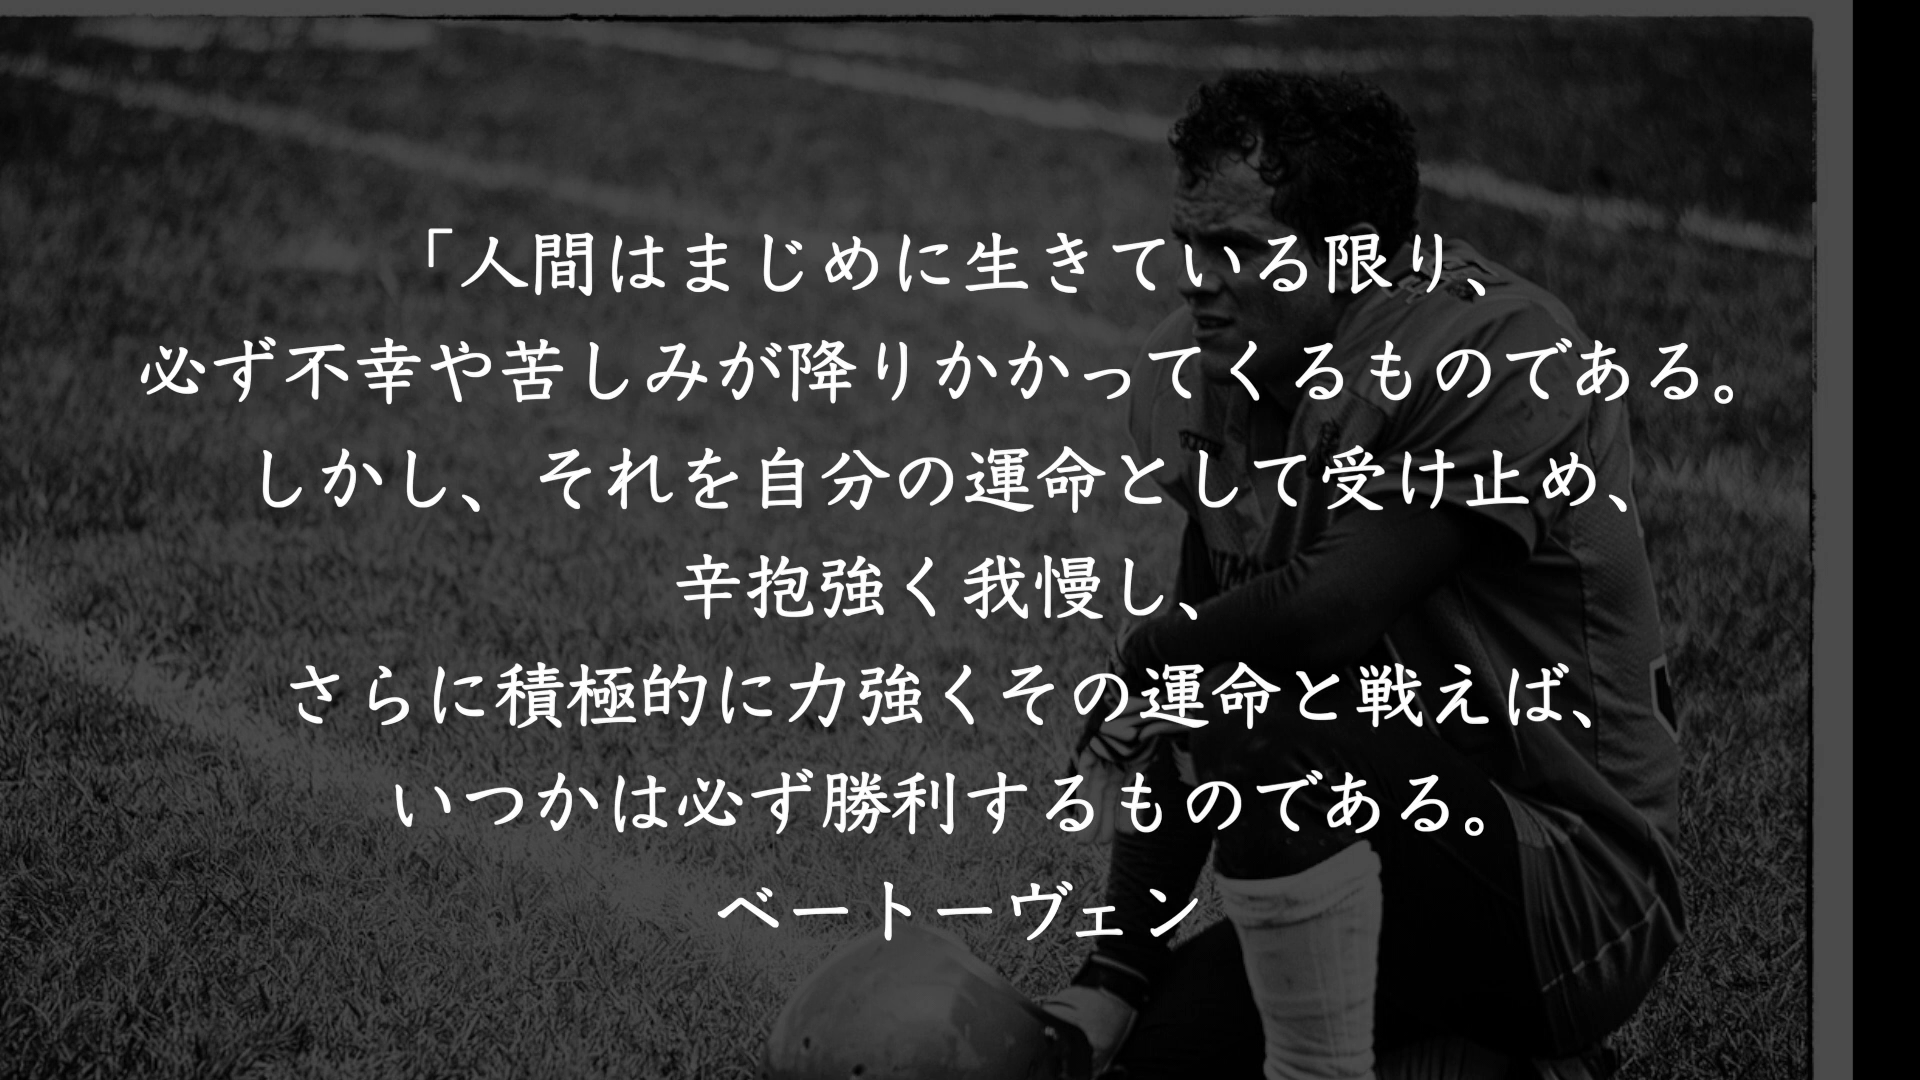 「人間はまじめに生きている限り、
必ず不幸や苦しみが降りかかってくるものである。
しかし、それを自分の運命として受け止め、
辛抱強く我慢し、
さらに積極的に力強くその運命と戦えば、
いつかは必ず勝利するものである。
ベートーヴェン